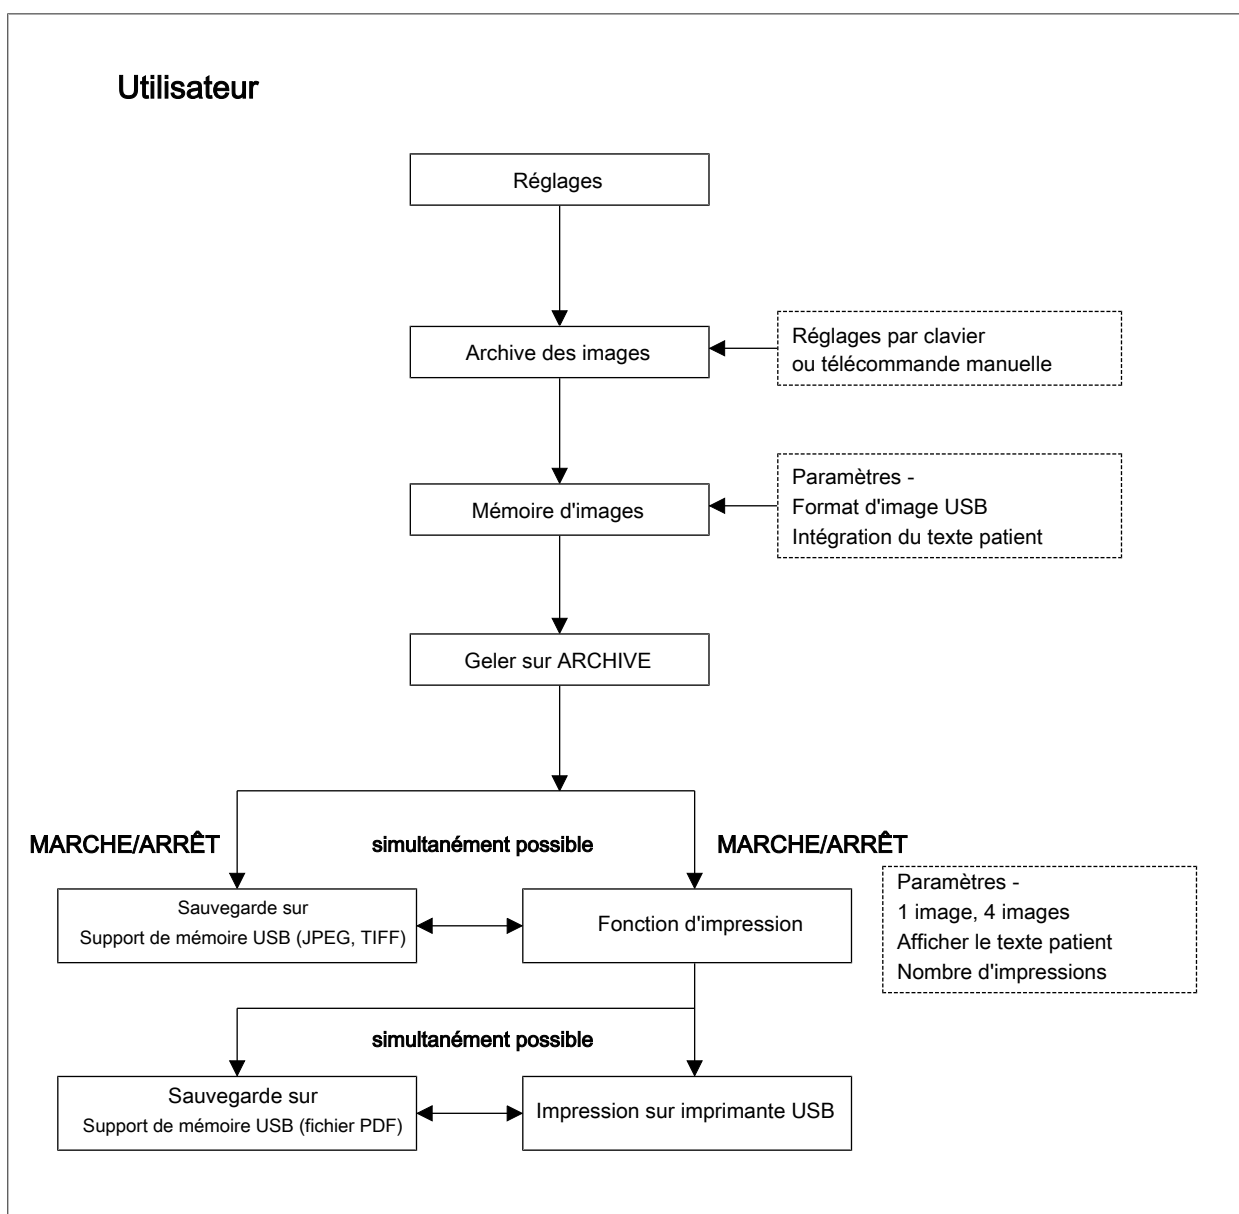 Utilisateur
Réglages
Archive des images
Réglages par clavier
ou télécommande manuelle
Mémoire d'images
Paramètres -
Format d'image USB
Intégration du texte patient
Geler sur ARCHIVE
MARCHE/ARRÊT
simultanément possible
MARCHE/ARRÊT
Sauvegarde sur
Support de mémoire USB (JPEG, TIFF)
Fonction d'impression
Paramètres -
1 image, 4 images
Afficher le texte patient
Nombre d'impressions
simultanément possible
Sauvegarde sur
Support de mémoire USB (fichier PDF)
Impression sur imprimante USB